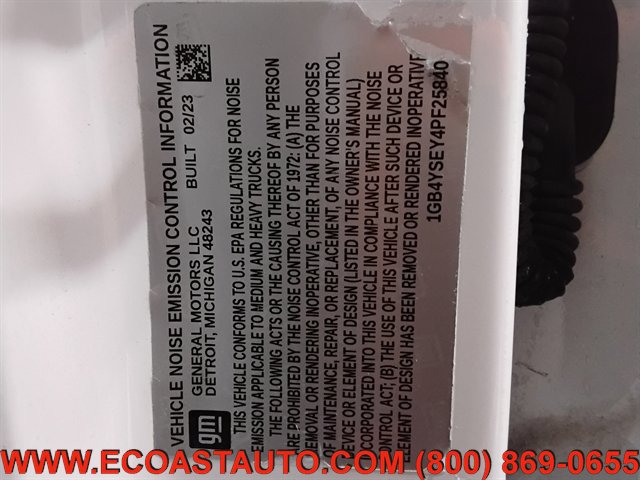 VEHICLE NOISE EMISSION CONTROL INFORMATION
gm
GENERAL MOTORS LLC
DETROIT, MICHIGAN 48243
BUILT 02/23
THIS VEHICLE CONFORMS TO U.S. EPA REGULATIONS FOR NOISE
EMISSION APPLICABLE TO MEDIUM AND HEAVY TRUCKS.
THE FOLLOWING ACTS OR THE CAUSING THEREOF BY ANY PERSON
ARE PROHIBITED BY THE NOISE CONTROL ACT OF 1972: (A) THE
REMOVAL OR RENDERING INOPERATIVE, OTHER THAN FOR PURPOSES
OF MAINTENANCE, REPAIR, OR REPLACEMENT, OF ANY NOISE CONTROL
DEVICE OR ELEMENT OF DESIGN (LISTED IN THE OWNER'S MANUAL)
INCORPORATED INTO THIS VEHICLE IN COMPLIANCE WITH THE NOISE
CONTROL ACT; (B) THE USE OF THIS VEHICLE AFTER SUCH DEVICE OR
ELEMENT OF DESIGN HAS BEEN REMOVED OR RENDERED INOPERATIVE
1GB4YSEY4PF25840
WWW.ECOASTAUTO.COM (800) 869-0655